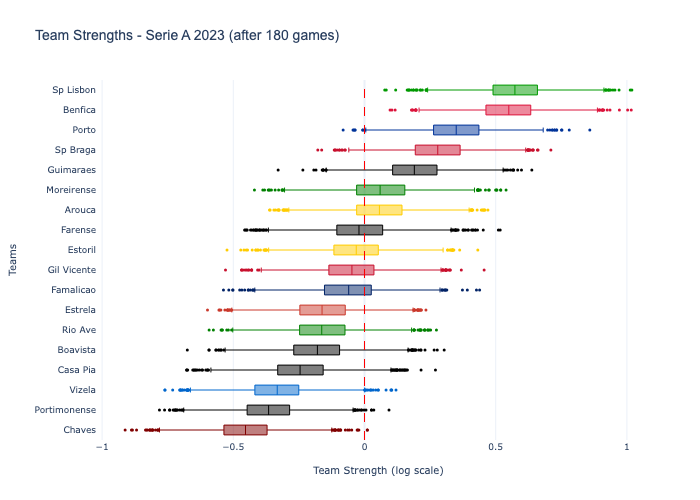 Team Strengths - Serie A 2023 (after 180 games)
Sp Lisbon
Benfica
Porto
Sp Braga
Guimaraes
Moreirense
Arouca
Farense
Estoril
Gil Vicente
Famalicao
Estrela
Rio Ave
Boavista
Casa Pia
Vizela
Portimonense
Chaves
Teams
−1
−0.5
0
0.5
1
Team Strength (log scale)